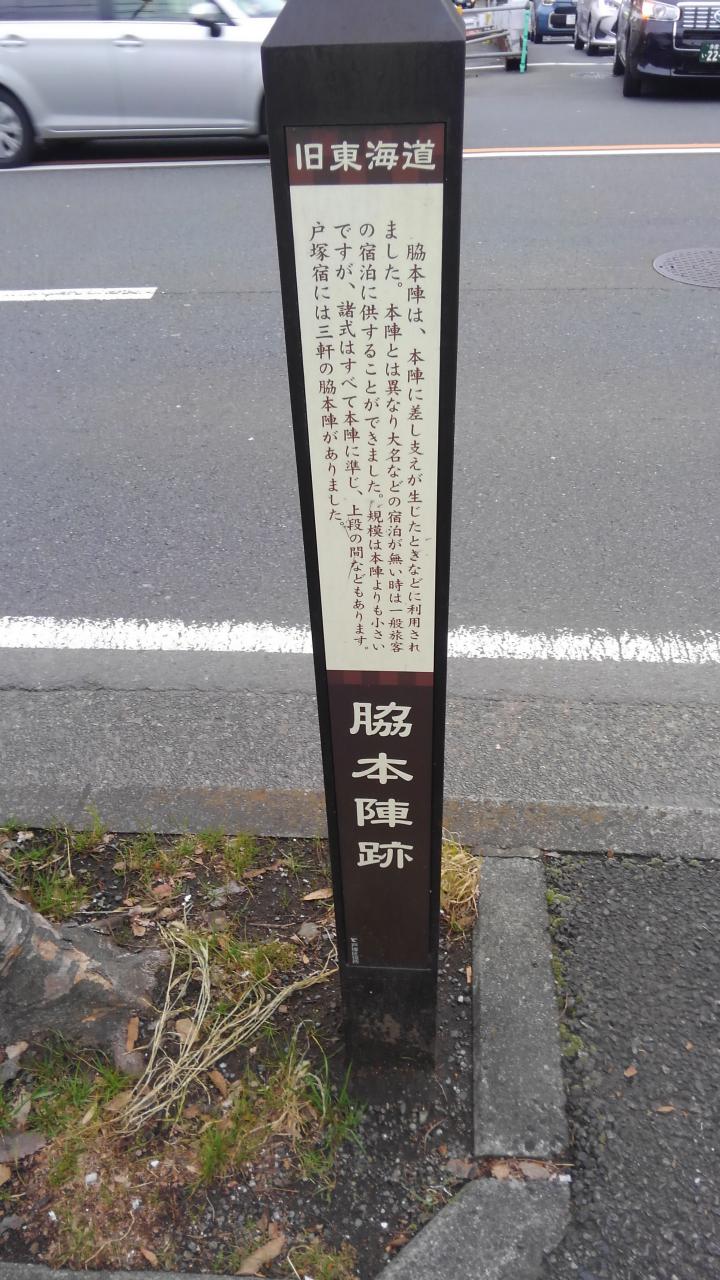 旧東海道
脇本陣は、本陣に差し支えが生じたときなどに利用され
ました。本陣とは異なり大名などの宿泊が無い時は一般旅客
の宿泊に供することができました。規模は本陣よりも小さい
ですが、諸式はすべて本陣に準じ、上段の間などもあります。
戸塚宿には三軒の脇本陣がありました。
脇本陣跡